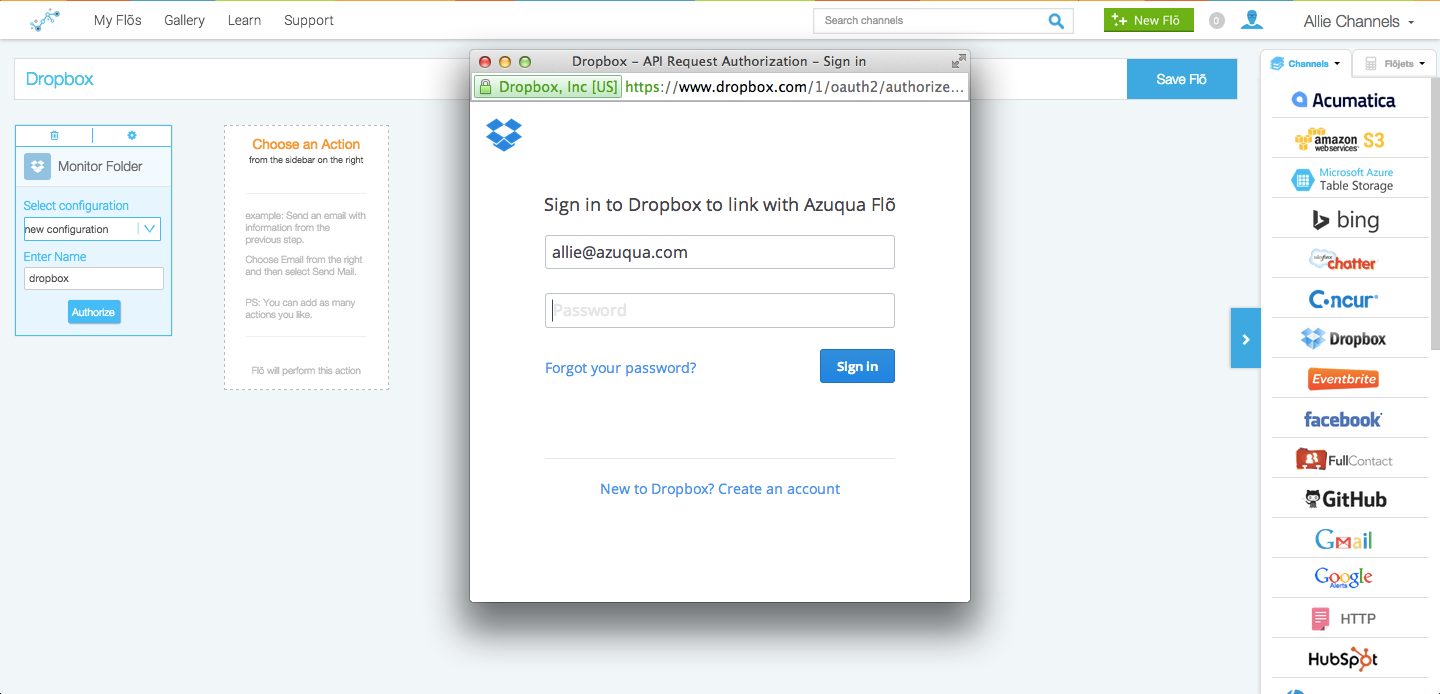 My Flōs
Gallery
Learn
Support
Search channels
New Flō
0
Allie Channels
Dropbox
Save Flō
Monitor Folder
Select configuration
new configuration
Enter Name
dropbox
Authorize
Choose an Action
from the sidebar on the right
example: Send an email with
information from the
previous step.
Choose Email from the right
and then select Send Mail.
PS: You can add as many
actions you like.
Flō will perform this action
Dropbox – API Request Authorization – Sign in
Dropbox, Inc [US] https://www.dropbox.com/1/oauth2/authorize...
Sign in to Dropbox to link with Azuqua Flō
allie@azuqua.com
Password
Forgot your password?
Sign in
New to Dropbox? Create an account
Channels
Flōjets
Acumatica
amazon
webservices
S3
Microsoft Azure
Table Storage
bing
salesforce
chatter
Concur
Dropbox
Eventbrite
facebook
FullContact
GitHub
Gmail
Google
Alerts
HTTP
HubSpot